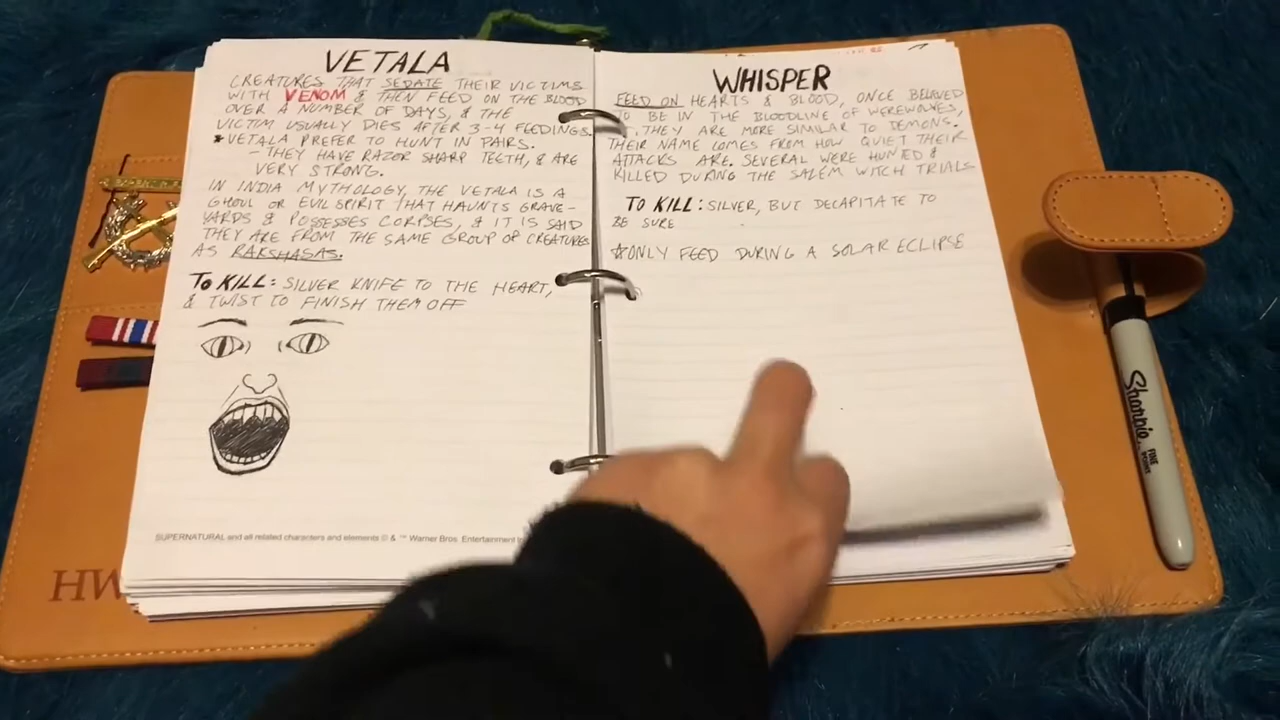 VETALA
CREATURES THAT SEDATE THEIR VICTIMS
WITH VENOM & THEN FEED ON THE BLOOD
OVER A NUMBER OF DAYS, & THE
VICTIM USUALLY DIES AFTER 3-4 FEEDINGS.
*VETALA PREFER TO HUNT IN PAIRS.
- THEY HAVE RAZOR SHARP TEETH, & ARE
VERY STRONG.
IN INDIA MYTHOLOGY, THE VETALA IS A
GHOUL OR EVIL SPIRIT THAT HAUNTS GRAVE-
YARDS & POSSESSES CORPSES, & IT IS SAID
THEY ARE FROM THE SAME GROUP OF CREATURES
AS RAKSHASAS.
TO KILL: SILVER KNIFE TO THE HEART,
& TWIST TO FINISH THEM OFF
SUPERNATURAL and all related characters and elements © & ™ Warner Bros. Entertainment
HW
WHISPER
FEED ON HEARTS & BLOOD, ONCE BELIEVED
TO BE IN THE BLOODLINE OF WEREWOLVES,
THEY ARE MORE SIMILAR TO DEMONS.
THEIR NAME COMES FROM HOW QUIET THEIR
ATTACKS ARE. SEVERAL WERE HUNTED &
KILLED DURING THE SALEM WITCH TRIALS
TO KILL: SILVER, BUT DECAPITATE TO
BE SURE
*ONLY FEED DURING A SOLAR ECLIPSE
Sharpie
FINE
POINT